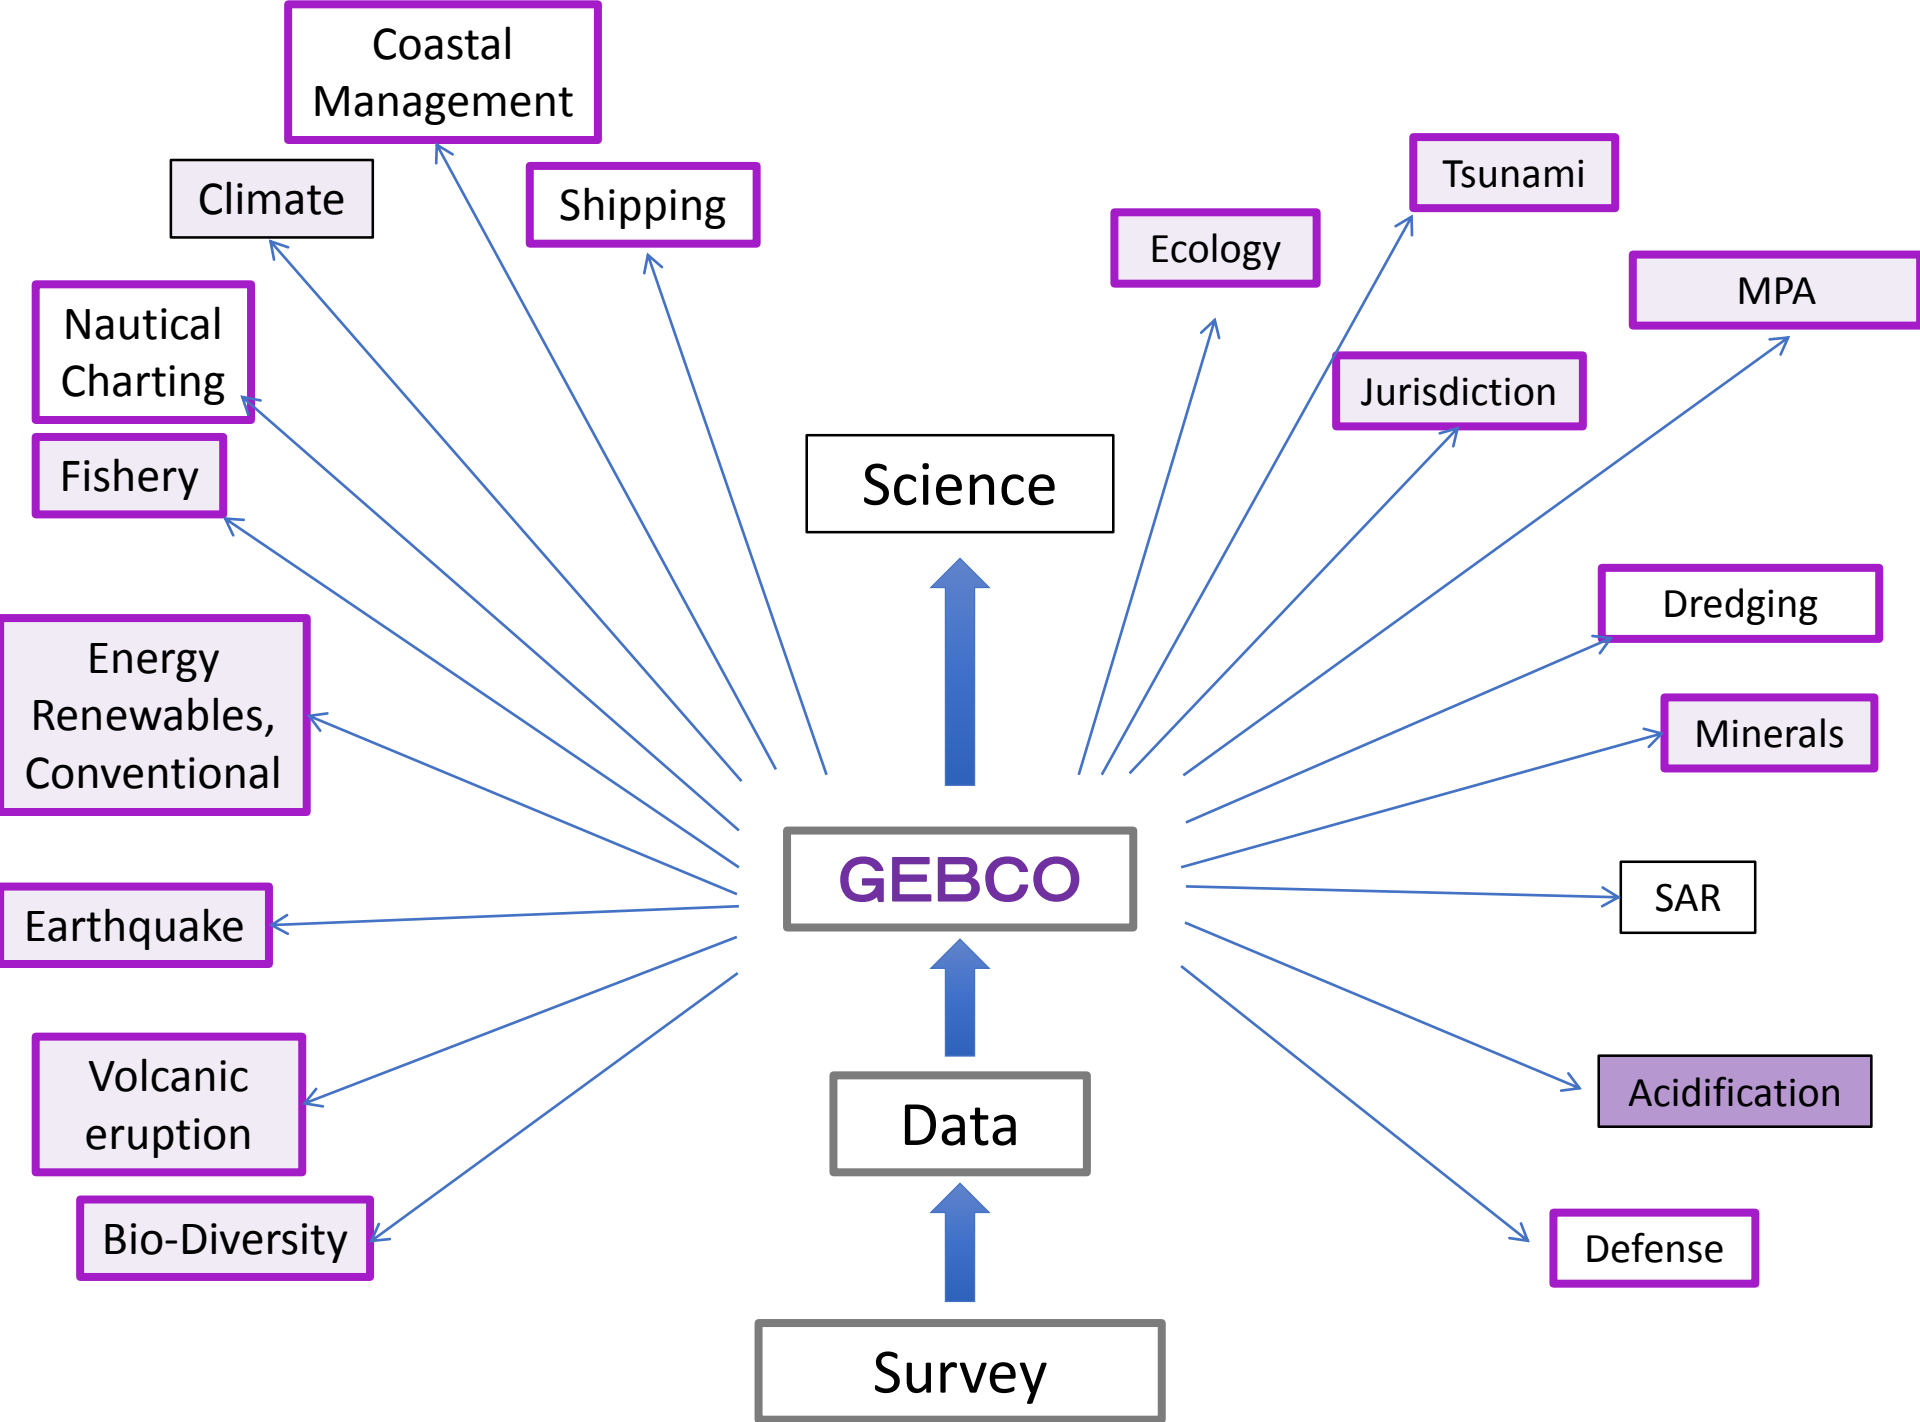 Coastal
Management
Climate
Shipping
Tsunami
Ecology
MPA
Nautical
Charting
Jurisdiction
Fishery
Science
Dredging
Energy
Renewables,
Conventional
Minerals
GEBCO
SAR
Earthquake
Volcanic
eruption
Data
Acidification
Bio-Diversity
Defense
Survey